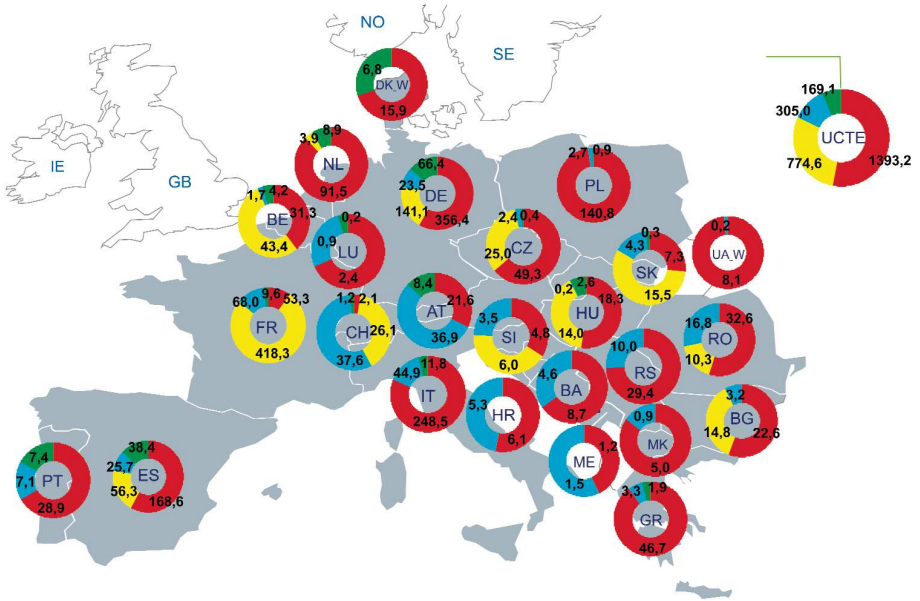 NO
SE
IE
GB
6,8
DK_W
15,9
169,1
305,0
UCTE
774,6
1393,2
3,9 8,9
NL
91,5
66,4
23,5
DE
141,1
356,4
2,7 0,9
PL
140,8
1,7 4,2
BE
31,3
43,4
0,2
0,9
LU
2,4
2,4 0,4
CZ
25,0
49,3
0,3
4,3
7,3
SK
15,5
0,2
UA_W
8,1
68,0 9,6 53,3
FR
418,3
1,2 2,1
CH
26,1
37,6
8,4
AT
21,6
36,9
3,5
SI
4,8
6,0
0,2 2,6
HU
18,3
14,0
10,0
RS
29,4
16,8
32,6
RO
10,3
44,9 11,8
IT
248,5
5,3
HR
6,1
4,6
BA
8,7
0,9
MK
5,0
3,2
BG
14,8
22,6
1,2
ME
1,5
7,4
PT
7,1
28,9
38,4
25,7
ES
56,3
168,6
3,3 1,9
GR
46,7